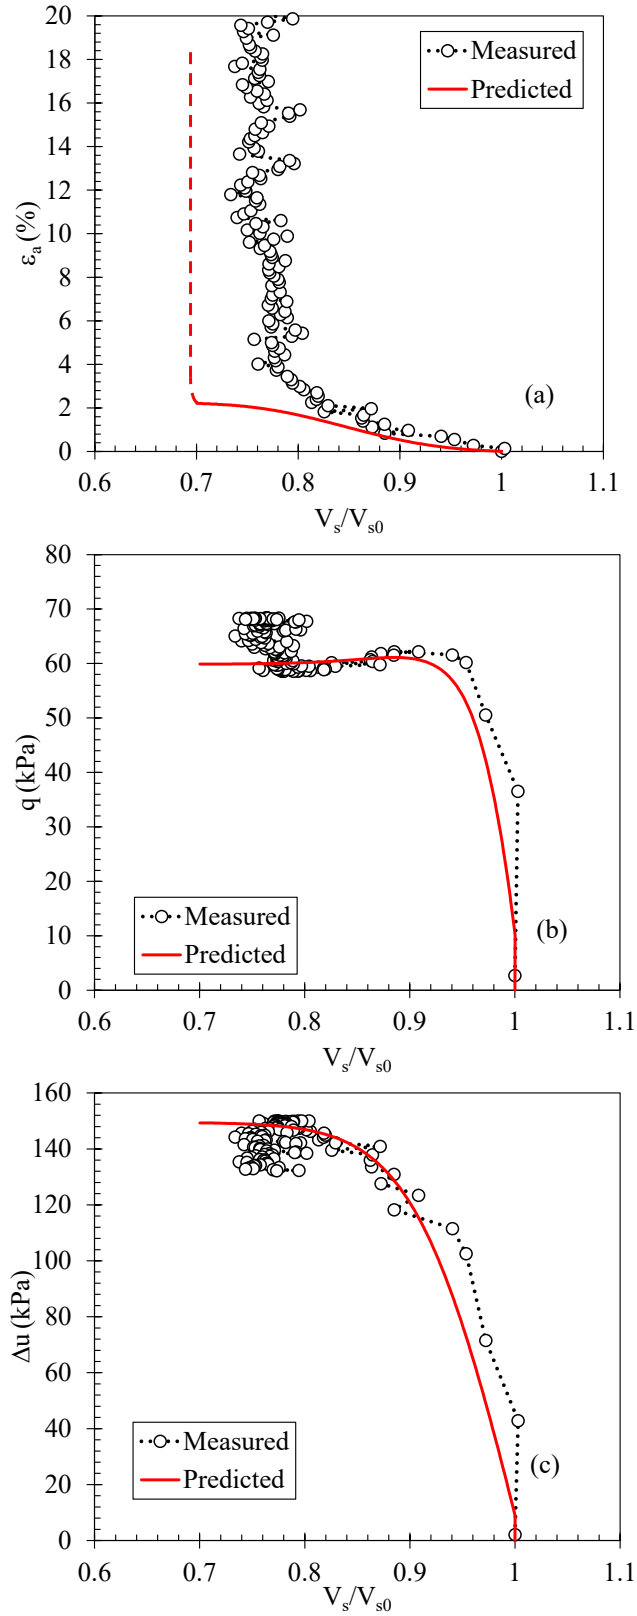 20
18
16
14
12
10
8
6
4
2
0
εa (%)
Measured
Predicted
(a)
0.6 0.7 0.8 0.9 1 1.1
Vs/Vs0
80
70
60
50
40
30
20
10
0
q (kPa)
Measured
Predicted
(b)
0.6 0.7 0.8 0.9 1 1.1
Vs/Vs0
160
140
120
100
80
60
40
20
0
Δu (kPa)
Measured
Predicted
(c)
0.6 0.7 0.8 0.9 1 1.1
Vs/Vs0